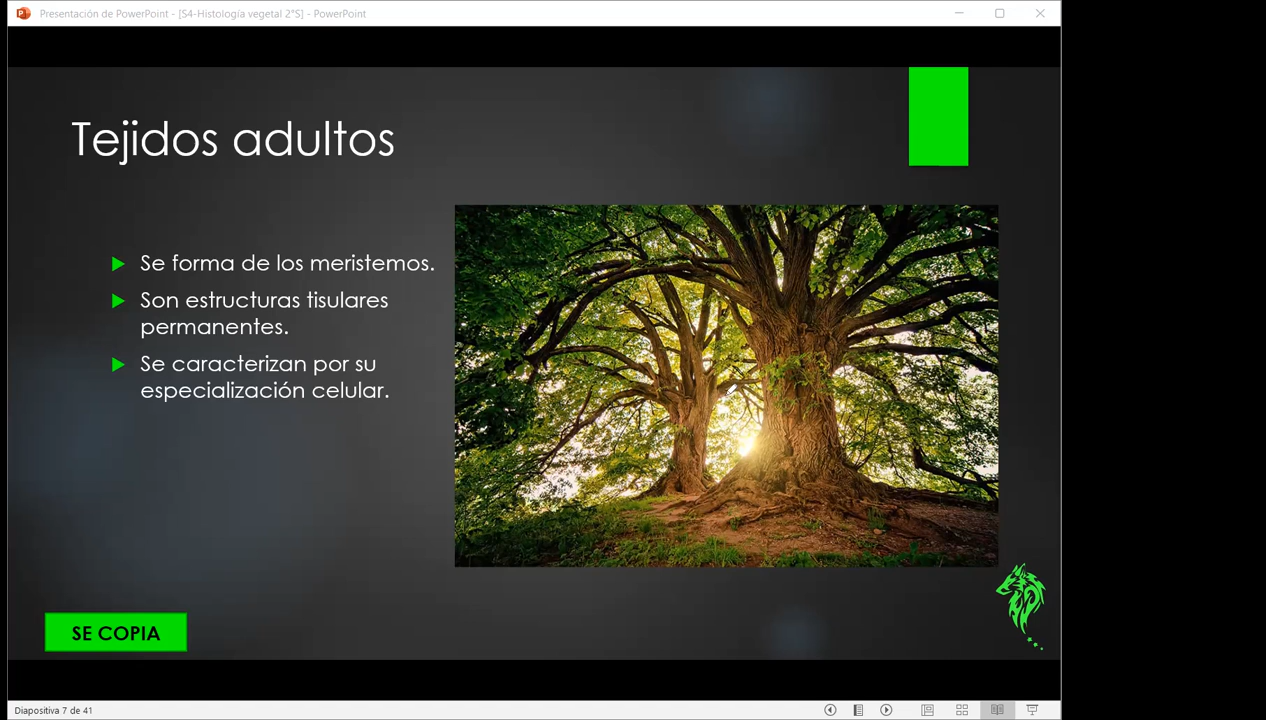 Presentación de PowerPoint - [S4-Histología vegetal 2°S] - PowerPoint
Tejidos adultos
Se forma de los meristemos.
Son estructuras tisulares
permanentes.
Se caracterizan por su
especialización celular.
SE COPIA
Diapositiva 7 de 41